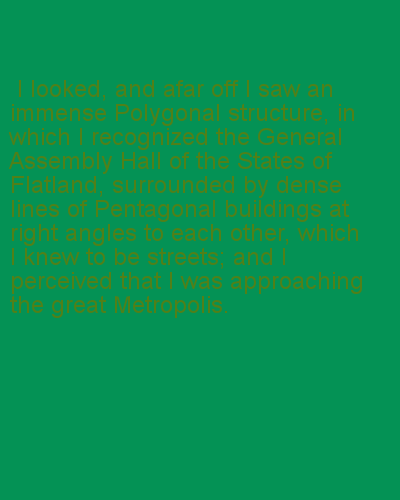 I looked, and afar off I saw an
immense Polygonal structure, in
which I recognized the General
Assembly Hall of the States of
Flatland, surrounded by dense
lines of Pentagonal buildings at
right angles to each other, which
I knew to be streets; and I
perceived that I was approaching
the great Metropolis.